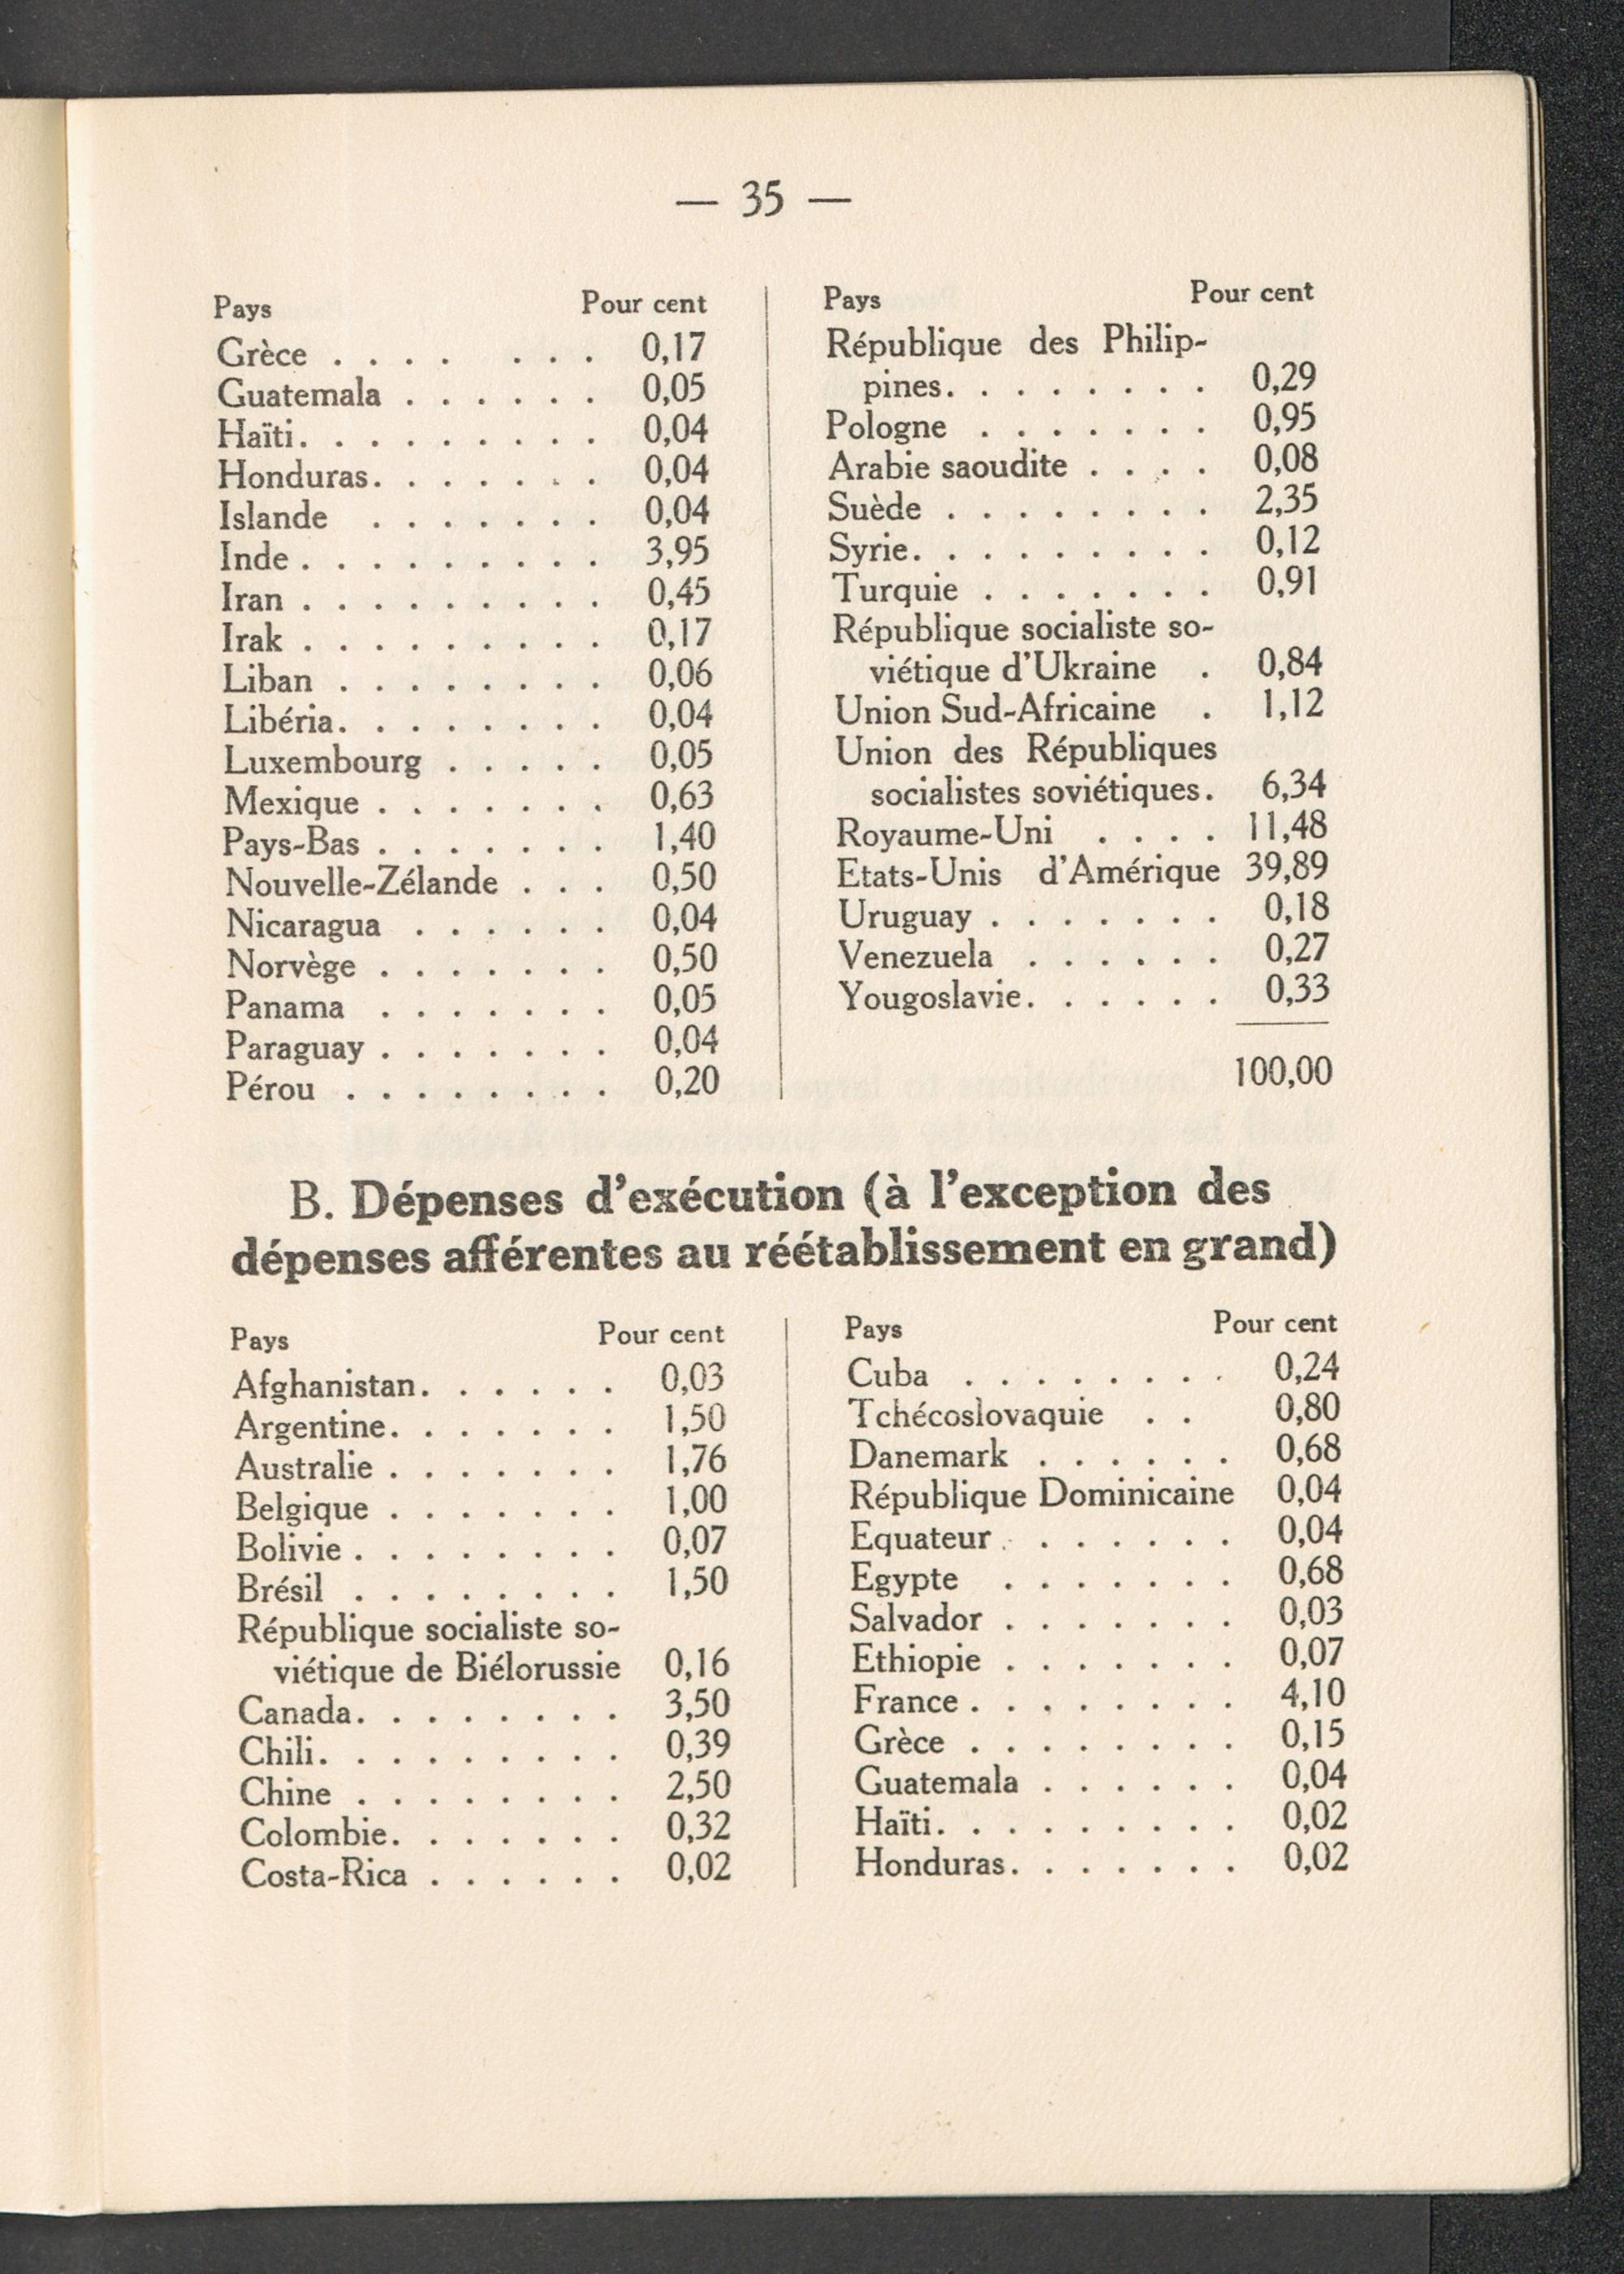 — 35 —
Pays Pour cent
Grèce . . . . . . . 0,17
Guatemala . . . . . . 0,05
Haïti. . . . . . . . . 0,04
Honduras. . . . . . . 0,04
Islande . . . . . . . 0,04
Inde . . . . . . . . . 3,95
Iran . . . . . . . . . 0,45
Irak . . . . . . . . . 0,17
Liban . . . . . . . . 0,06
Libéria. . . . . . . . 0,04
Luxembourg . . . . . 0,05
Mexique . . . . . . . 0,63
Pays-Bas . . . . . . . 1,40
Nouvelle-Zélande . . . 0,50
Nicaragua . . . . . . 0,04
Norvège . . . . . . . 0,50
Panama . . . . . . . 0,05
Paraguay . . . . . . . 0,04
Pérou . . . . . . . . 0,20
Pays Pour cent
République des Philip-
pines. . . . . . . . 0,29
Pologne . . . . . . . 0,95
Arabie saoudite . . . . 0,08
Suède . . . . . . . . 2,35
Syrie. . . . . . . . . 0,12
Turquie . . . . . . . 0,91
République socialiste so-
viétique d'Ukraine . 0,84
Union Sud-Africaine . 1,12
Union des Républiques
socialistes soviétiques. 6,34
Royaume-Uni . . . . 11,48
Etats-Unis d'Amérique 39,89
Uruguay . . . . . . . 0,18
Venezuela . . . . . . 0,27
Yougoslavie. . . . . . 0,33
100,00
B. Dépenses d'exécution (à l'exception des
dépenses afférentes au réétablissement en grand)
Pays Pour cent
Afghanistan. . . . . . 0,03
Argentine. . . . . . . 1,50
Australie . . . . . . . 1,76
Belgique . . . . . . . 1,00
Bolivie . . . . . . . . 0,07
Brésil . . . . . . . . 1,50
République socialiste so-
viétique de Biélorussie 0,16
Canada. . . . . . . . 3,50
Chili. . . . . . . . . 0,39
Chine . . . . . . . . 2,50
Colombie. . . . . . . 0,32
Costa-Rica . . . . . . 0,02
Pays Pour cent
Cuba . . . . . . . . 0,24
Tchécoslovaquie . . 0,80
Danemark . . . . . . 0,68
République Dominicaine 0,04
Equateur . . . . . . . 0,04
Egypte . . . . . . . 0,68
Salvador . . . . . . . 0,03
Ethiopie . . . . . . . 0,07
France . . . . . . . . 4,10
Grèce . . . . . . . . 0,15
Guatemala . . . . . . 0,04
Haïti. . . . . . . . . 0,02
Honduras. . . . . . . 0,02